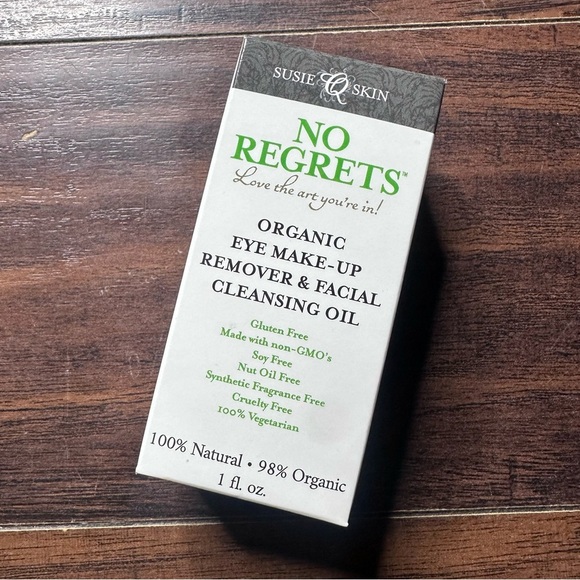 SUSIE Q SKIN
NO
REGRETS™
Love the art you're in!
ORGANIC
EYE MAKE-UP
REMOVER & FACIAL
CLEANSING OIL
Gluten Free
Made with non-GMO's
Soy Free
Nut Oil Free
Synthetic Fragrance Free
Cruelty Free
100% Vegetarian
100% Natural • 98% Organic
1 fl. oz.